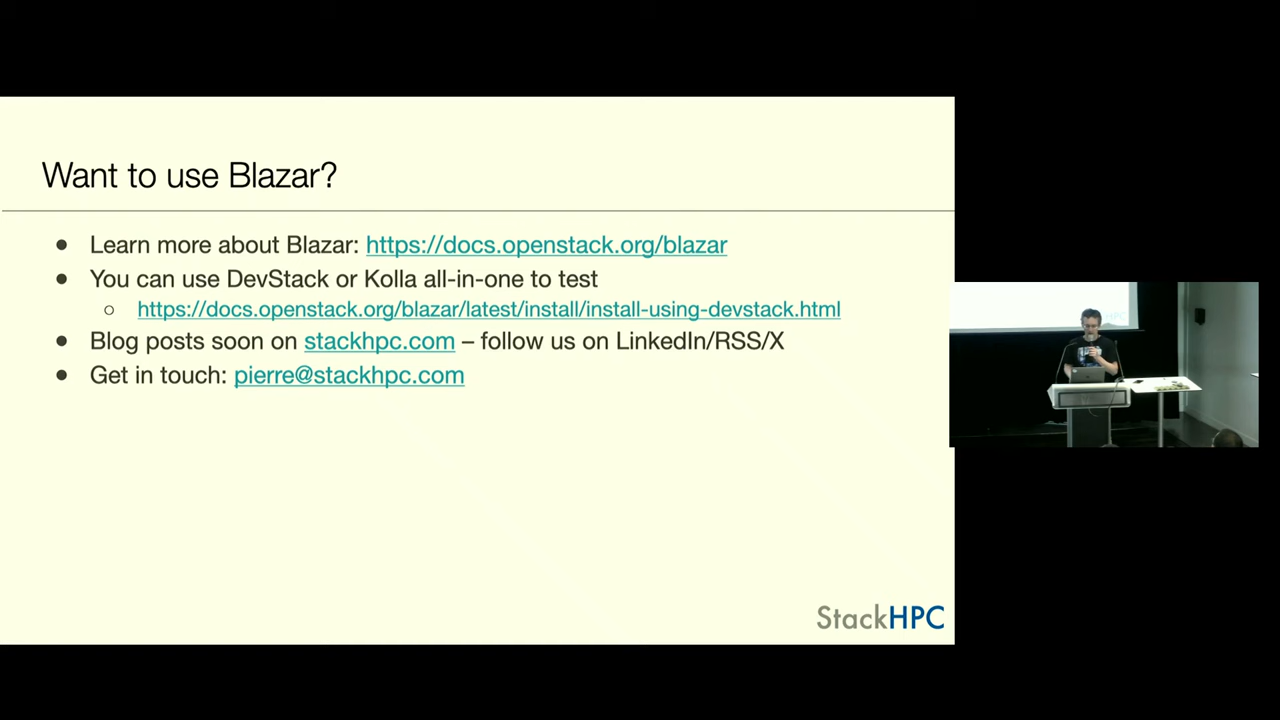 Want to use Blazar?
● Learn more about Blazar: https://docs.openstack.org/blazar
● You can use DevStack or Kolla all-in-one to test
○ https://docs.openstack.org/blazar/latest/install/install-using-devstack.html
● Blog posts soon on stackhpc.com – follow us on LinkedIn/RSS/X
● Get in touch: pierre@stackhpc.com
StackHPC
HPC